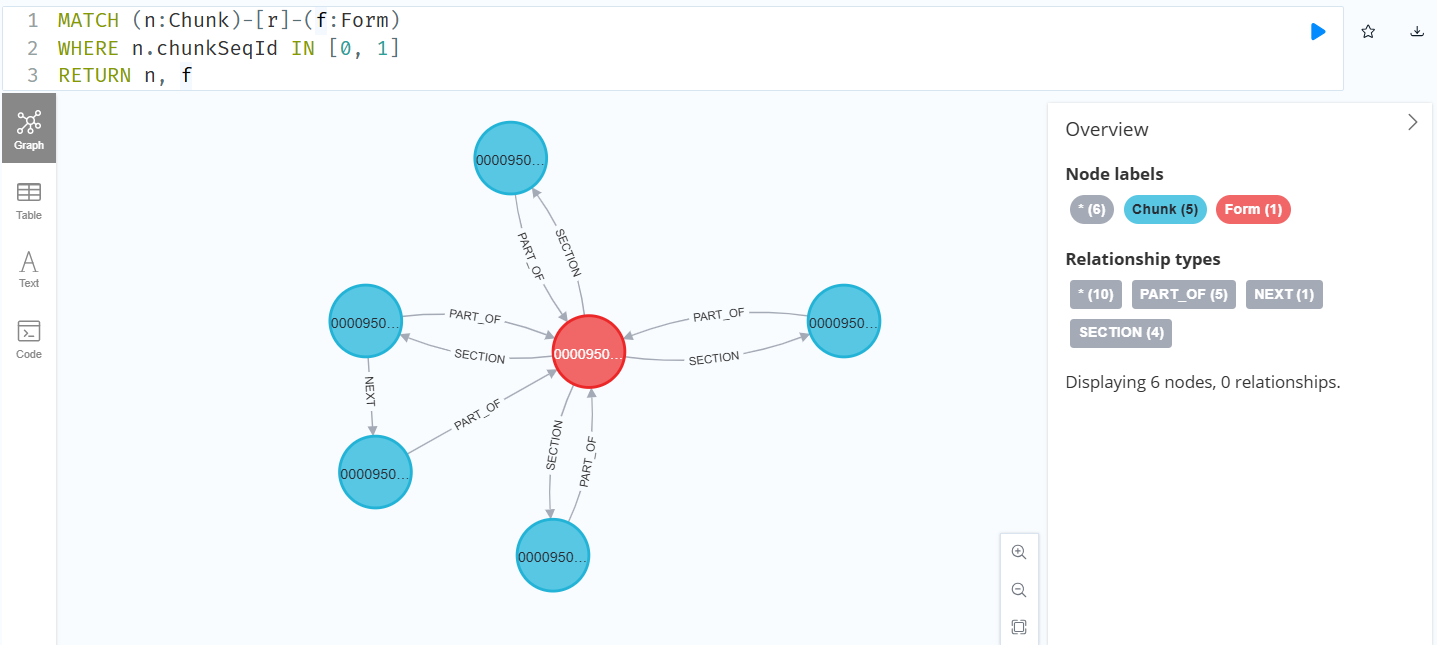 1 MATCH (n:Chunk)-[r]-(f:Form)
2 WHERE n.chunkSeqId IN [0, 1]
3 RETURN n, f
Graph
Table
Text
Code
0000950...
PART_OF
SECTION
0000950...
PART_OF
SECTION
0000950...
PART_OF
SECTION
0000950...
NEXT
PART_OF
0000950...
SECTION
PART_OF
0000950...
Overview
Node labels
* (6) Chunk (5) Form (1)
Relationship types
* (10) PART_OF (5) NEXT (1)
SECTION (4)
Displaying 6 nodes, 0 relationships.